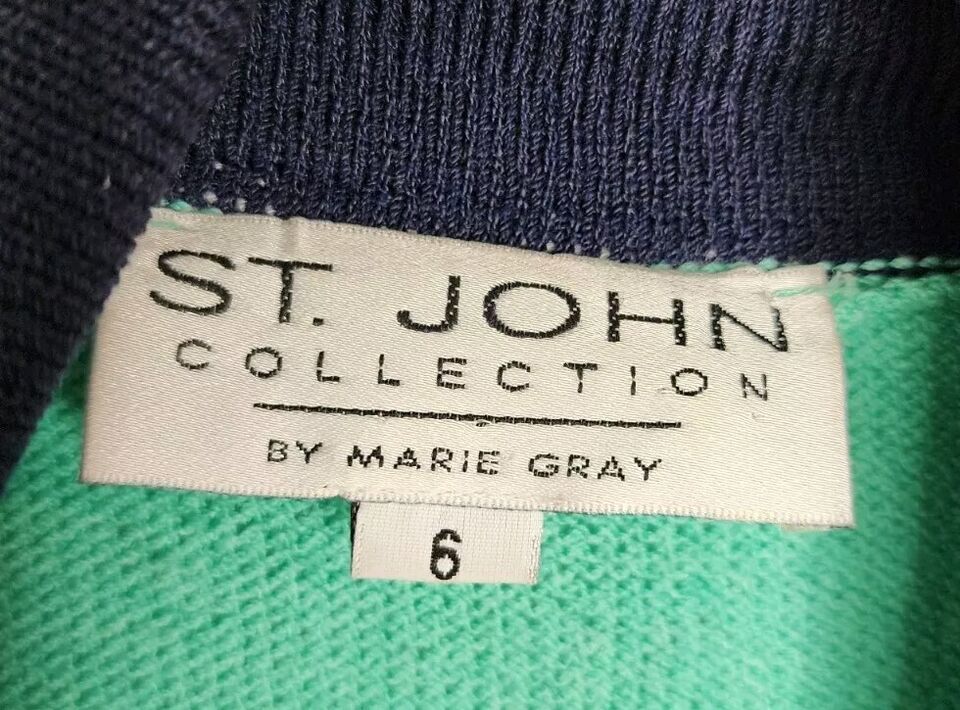 ST. JOHN
COLLECTION
BY MARIE GRAY
6